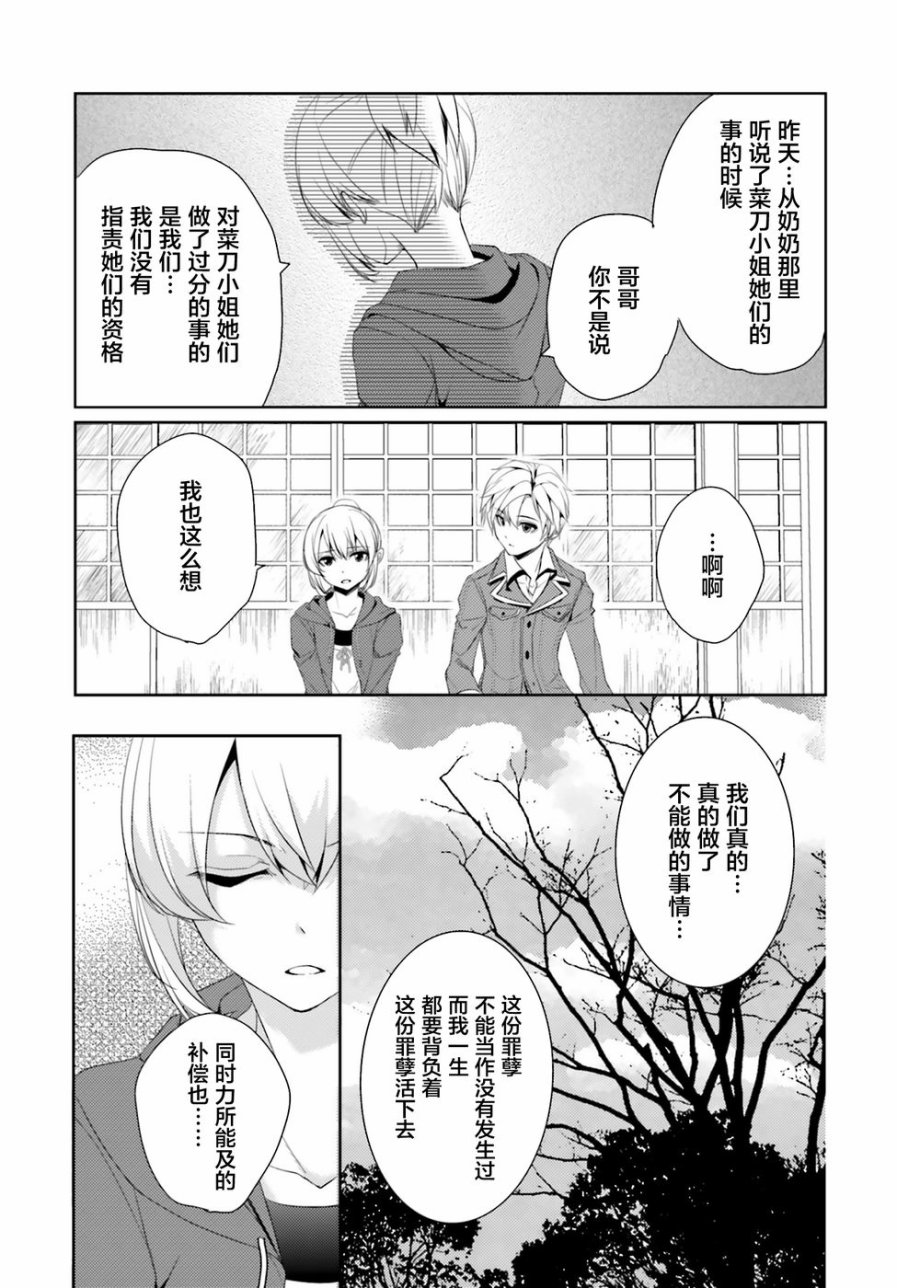 昨天…从奶奶那里
听说了菜刀小姐她们的
事的时候
哥哥
你不是说
对菜刀小姐她们
做了过分的事的
是我们…
我们没有
指责她们的资格
…啊啊
我也这么想
我们真的…
真的做了
不能做的事情…
这份罪孽
不能当作没有发生过
而我一生
都要背负着
这份罪孽活下去
同时力所能及的
补偿也……